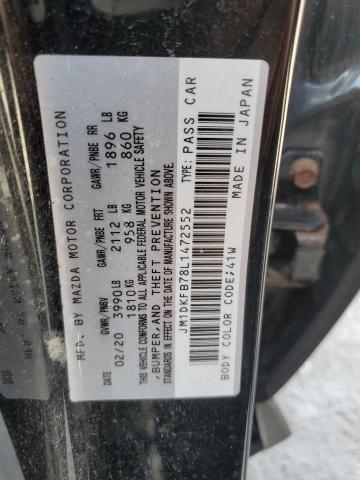 MFD. BY MAZDA MOTOR CORPORATION
DATE GVWR/PNBV GAWR/PNBE FRT GAWR/PNBE RR
02/20 3990LB 2112 LB 1896 LB
1810KG 958 KG 860 KG
THIS VEHICLE CONFORMS TO ALL APPLICABLE FEDERAL MOTOR VEHICLE SAFETY
, BUMPER, AND THEFT PREVENTION
STANDARDS IN EFFECT ON THE DATE OF MANUFACTURE SHOWN ABOVE.
JM1DKFB78L1472552 TYPE: PASS CAR
BODY COLOR CODE;41W MADE IN JAPAN